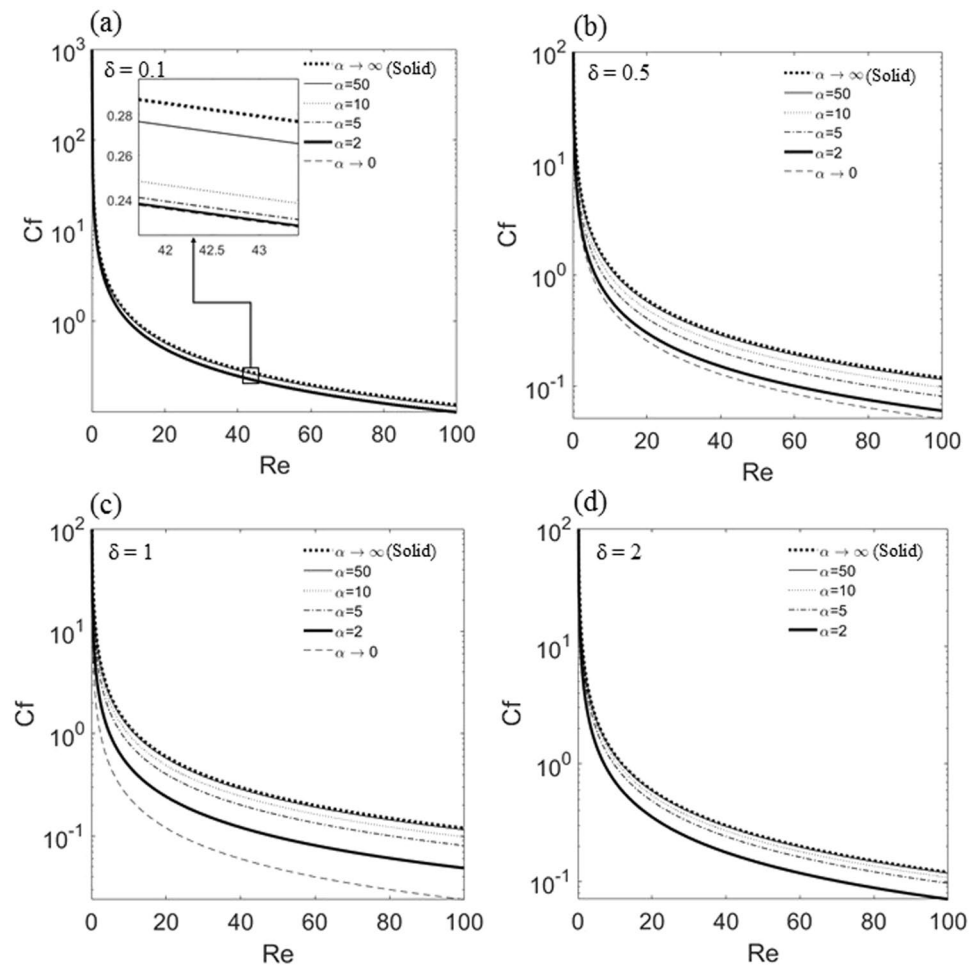 (a)
δ = 0.1
α → ∞ (Solid)
α=50
α=10
α=5
α=2
α → 0
0.28
0.26
0.24
42
42.5
43
10³
10²
10¹
10⁰
Cf
0
20
40
60
80
100
Re
(b)
δ = 0.5
α → ∞ (Solid)
α=50
α=10
α=5
α=2
α → 0
10²
10¹
10⁰
10⁻¹
Cf
0
20
40
60
80
100
Re
(c)
δ = 1
α → ∞ (Solid)
α=50
α=10
α=5
α=2
α → 0
10²
10¹
10⁰
10⁻¹
Cf
0
20
40
60
80
100
Re
(d)
δ = 2
α → ∞ (Solid)
α=50
α=10
α=5
α=2
10²
10¹
10⁰
10⁻¹
Cf
0
20
40
60
80
100
Re